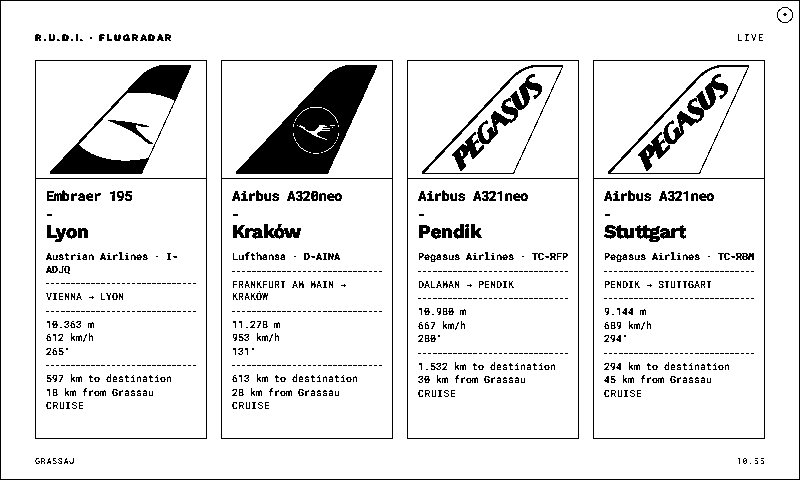 R.U.D.I. · FLUGRADAR
LIVE
Embraer 195
–
Lyon
Austrian Airlines · I-
ADJQ
VIENNA → LYON
10.363 m
612 km/h
265°
597 km to destination
18 km from Grassau
CRUISE
Airbus A320neo
–
Kraków
Lufthansa · D-AINA
FRANKFURT AM MAIN →
KRAKÓW
11.278 m
953 km/h
131°
613 km to destination
28 km from Grassau
CRUISE
PEGASUS
Airbus A321neo
–
Pendik
Pegasus Airlines · TC-RFP
DALAMAN → PENDIK
10.980 m
667 km/h
280°
1.532 km to destination
30 km from Grassau
CRUISE
PEGASUS
Airbus A321neo
–
Stuttgart
Pegasus Airlines · TC-RBM
PENDIK → STUTTGART
9.144 m
689 km/h
294°
294 km to destination
45 km from Grassau
CRUISE
GRASSAU
10.55